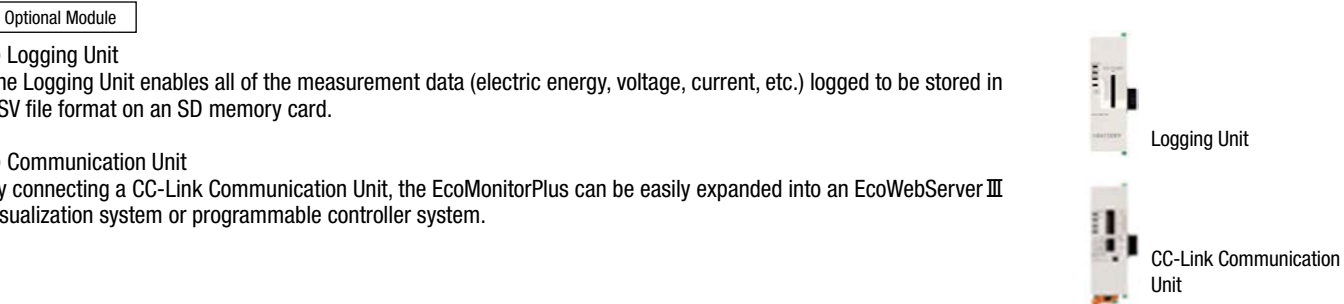 Optional Module
Logging Unit
he Logging Unit enables all of the measurement data (electric energy, voltage, current, etc.) logged to be stored in
SV file format on an SD memory card.
Logging Unit
Communication Unit
y connecting a CC-Link Communication Unit, the EcoMonitorPlus can be easily expanded into an EcoWebServer Ⅲ
sualization system or programmable controller system.
CC-Link Communication
Unit